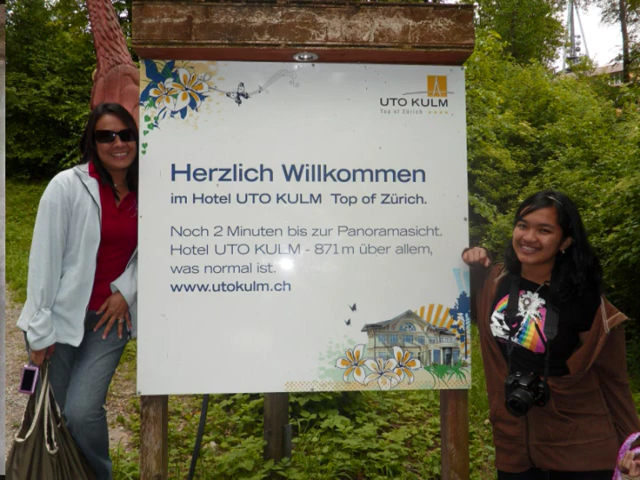 UTO KULM
Top of Zürich
Herzlich Willkommen
im Hotel UTO KULM Top of Zürich.
Noch 2 Minuten bis zur Panoramasicht.
Hotel UTO KULM - 871 m über allem,
was normal ist.
www.utokulm.ch